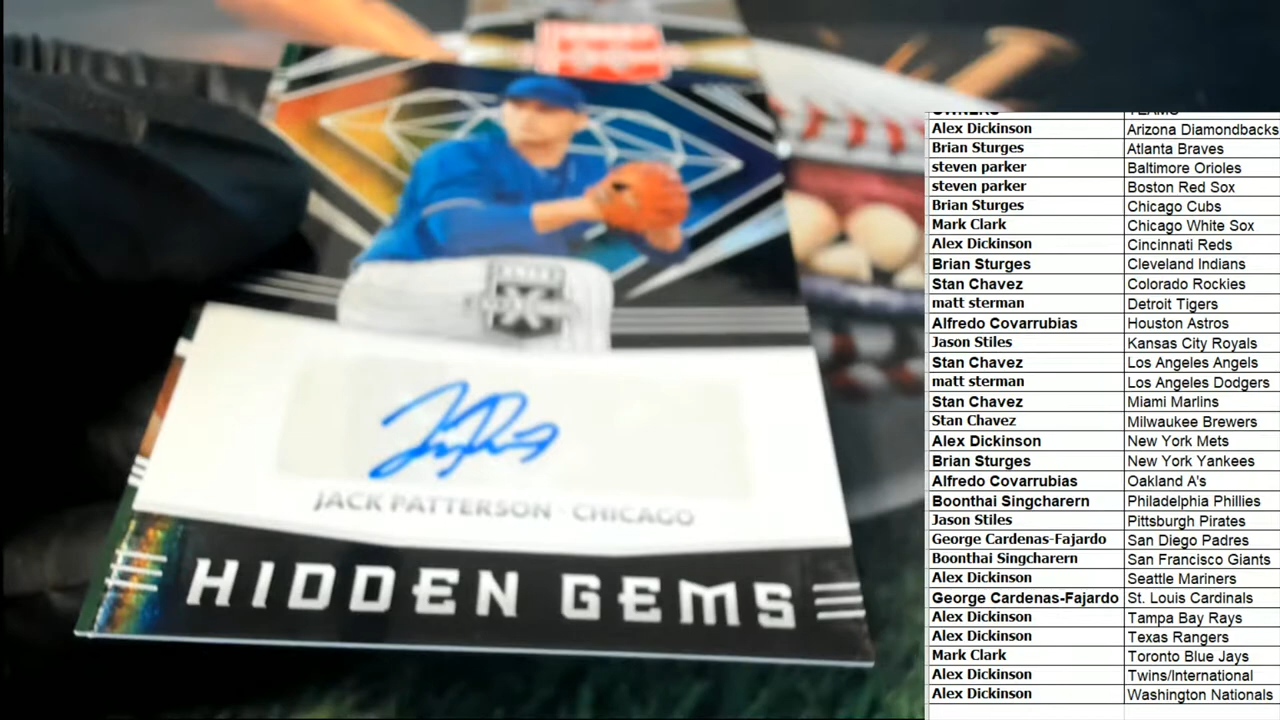 JACK PATTERSON · CHICAGO
HIDDEN GEMS
OWNERS TEAMS
Alex Dickinson Arizona Diamondbacks
Brian Sturges Atlanta Braves
steven parker Baltimore Orioles
steven parker Boston Red Sox
Brian Sturges Chicago Cubs
Mark Clark Chicago White Sox
Alex Dickinson Cincinnati Reds
Brian Sturges Cleveland Indians
Stan Chavez Colorado Rockies
matt sterman Detroit Tigers
Alfredo Covarrubias Houston Astros
Jason Stiles Kansas City Royals
Stan Chavez Los Angeles Angels
matt sterman Los Angeles Dodgers
Stan Chavez Miami Marlins
Stan Chavez Milwaukee Brewers
Alex Dickinson New York Mets
Brian Sturges New York Yankees
Alfredo Covarrubias Oakland A's
Boonthai Singcharern Philadelphia Phillies
Jason Stiles Pittsburgh Pirates
George Cardenas-Fajardo San Diego Padres
Boonthai Singcharern San Francisco Giants
Alex Dickinson Seattle Mariners
George Cardenas-Fajardo St. Louis Cardinals
Alex Dickinson Tampa Bay Rays
Alex Dickinson Texas Rangers
Mark Clark Toronto Blue Jays
Alex Dickinson Twins/International
Alex Dickinson Washington Nationals